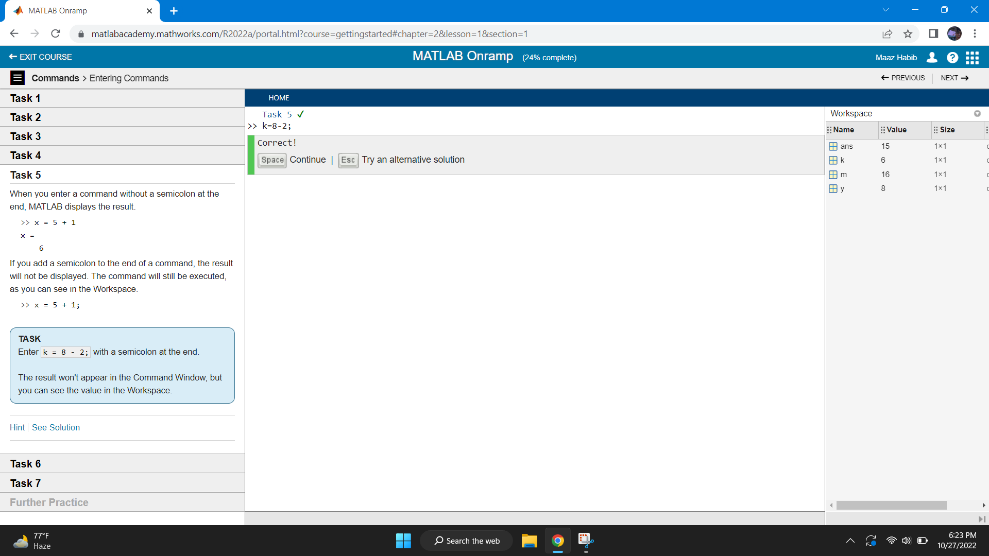 MATLAB Onramp
matlabacademy.mathworks.com/R2022a/portal.html?course=gettingstarted#chapter=2&lesson=1&section=1
EXIT COURSE
MATLAB Onramp (24% complete)
Maaz Habib
Commands > Entering Commands
PREVIOUS
NEXT
Task 1
Task 2
Task 3
Task 4
Task 5
When you enter a command without a semicolon at the
end, MATLAB displays the result.
>> x = 5 + 1
x =
6
If you add a semicolon to the end of a command, the result
will not be displayed. The command will still be executed,
as you can see in the Workspace.
>> x = 5 + 1;
TASK
Enter k = 8 - 2; with a semicolon at the end.
The result won't appear in the Command Window, but
you can see the value in the Workspace
Hint See Solution
Task 6
Task 7
Further Practice
HOME
Task 5 ✓
>> k=8-2;
Correct!
Space Continue | Esc Try an alternative solution
Workspace
Name Value Size
ans 15 1×1
k 6 1×1
m 16 1×1
y 8 1×1
77°F
Haze
Search the web
6:23 PM
10/27/2022